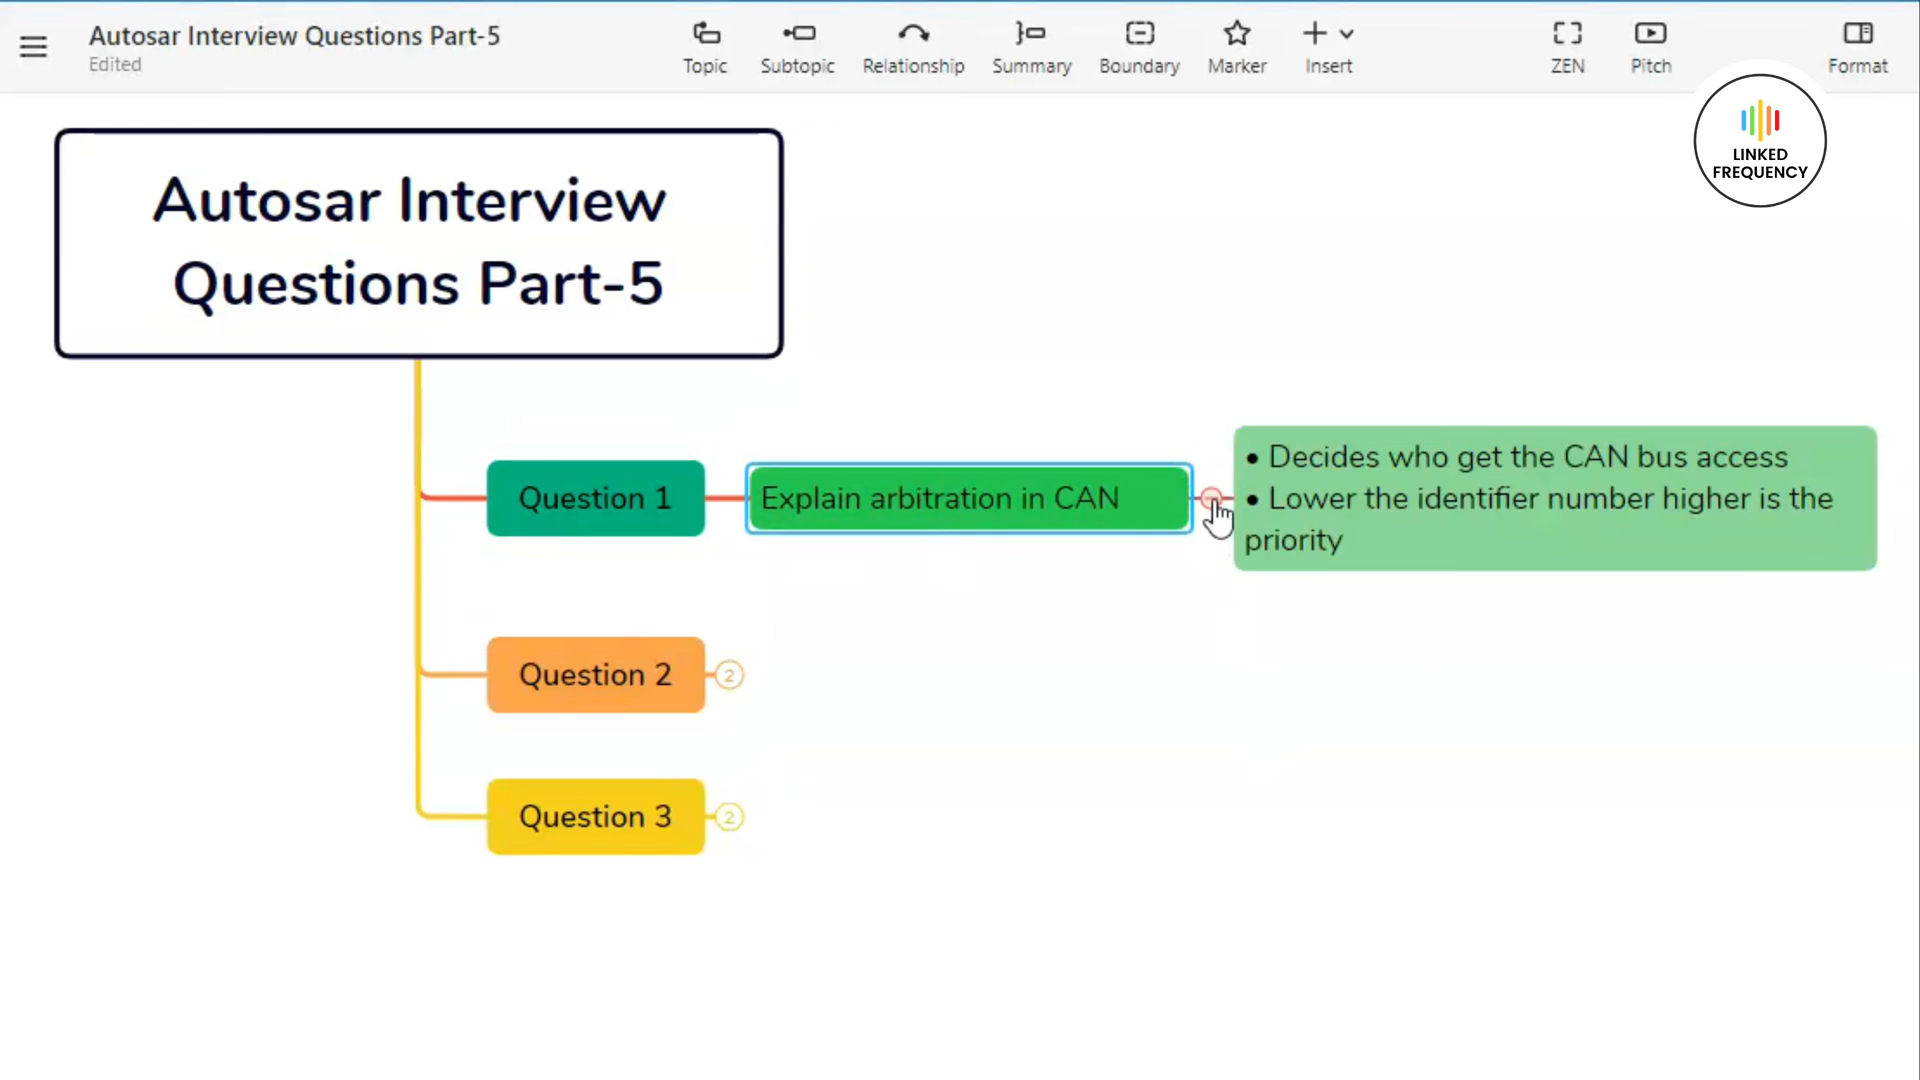 Autosar Interview Questions Part-5
Edited
Topic
Subtopic
Relationship
Summary
Boundary
Marker
Insert
ZEN
Pitch
Format
LINKED
FREQUENCY
Autosar Interview
Questions Part-5
Question 1
Explain arbitration in CAN
• Decides who get the CAN bus access
• Lower the identifier number higher is the
priority
Question 2
2
Question 3
2